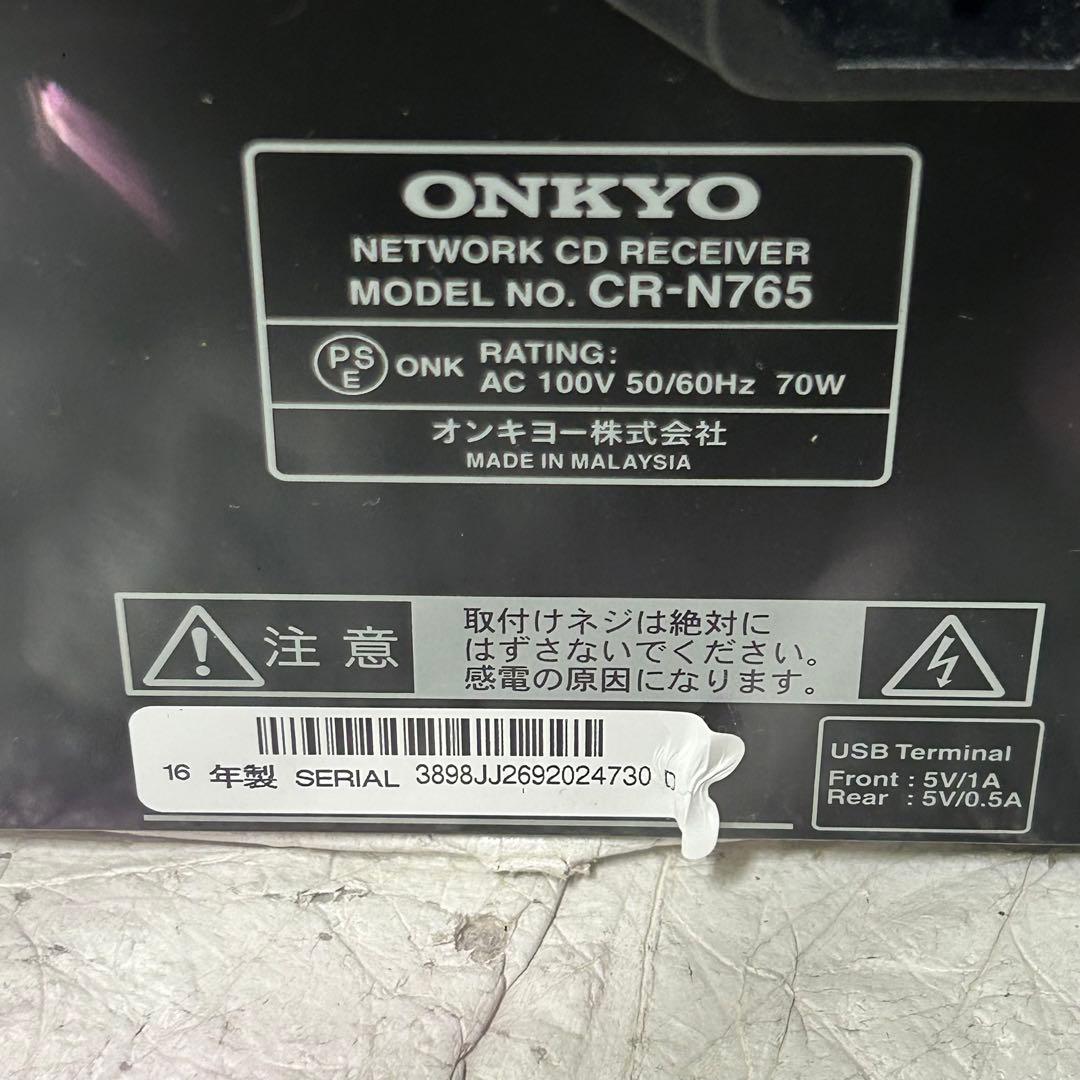 ONKYO
NETWORK CD RECEIVER
MODEL NO. CR-N765
PSE ONK RATING:
AC 100V 50/60Hz 70W
オンキヨー株式会社
MADE IN MALAYSIA
注意
取付けネジは絶対に
はずさないでください。
感電の原因になります。
16 年製 SERIAL 3898JJ2692024730
USB Terminal
Front : 5V/1A
Rear : 5V/0.5A